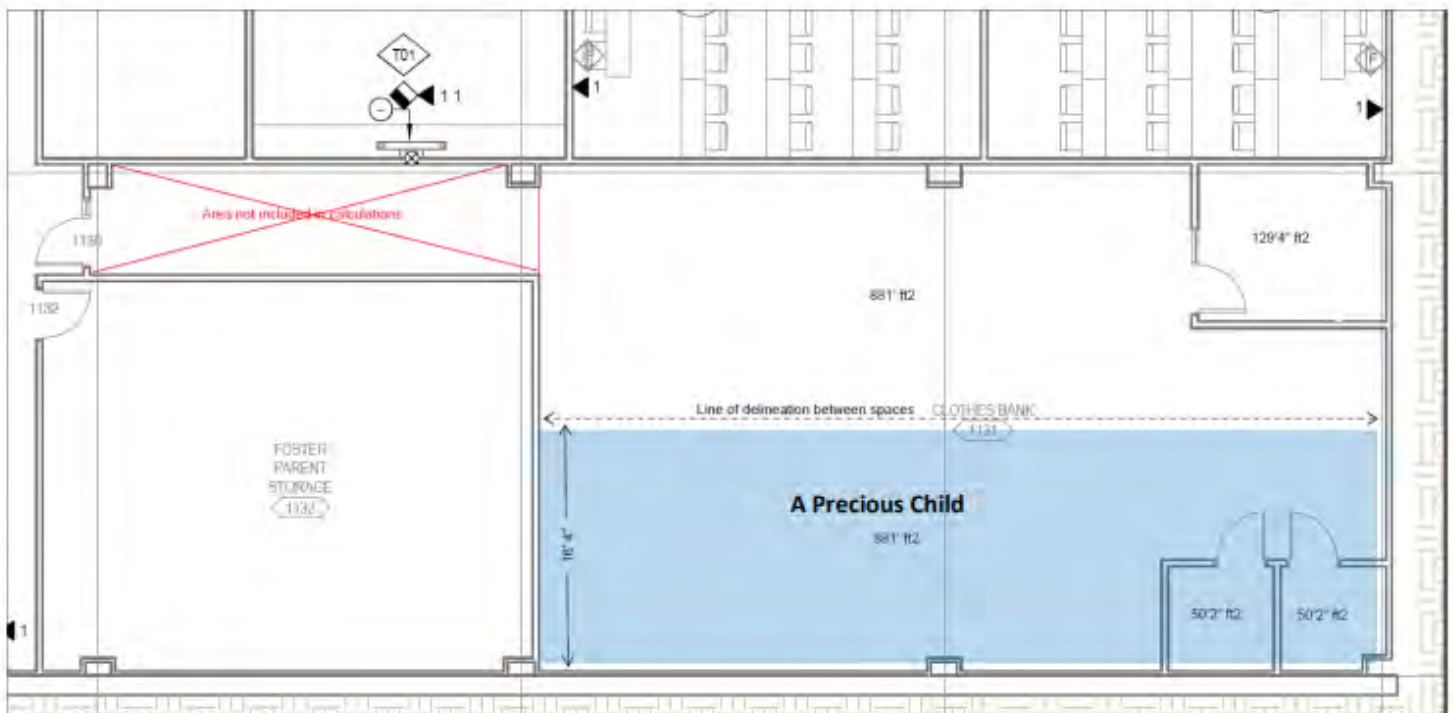 T01
1 1
1
1
F
Area not included in calculations
1130
129'4" ft2
881' ft2
1132
Line of delineation between spaces
CLOTHES BANK
1131
FOSTER
PARENT
STORAGE
1132
A Precious Child
881' ft2
16' 4"
50'2" ft2
50'2" ft2
1